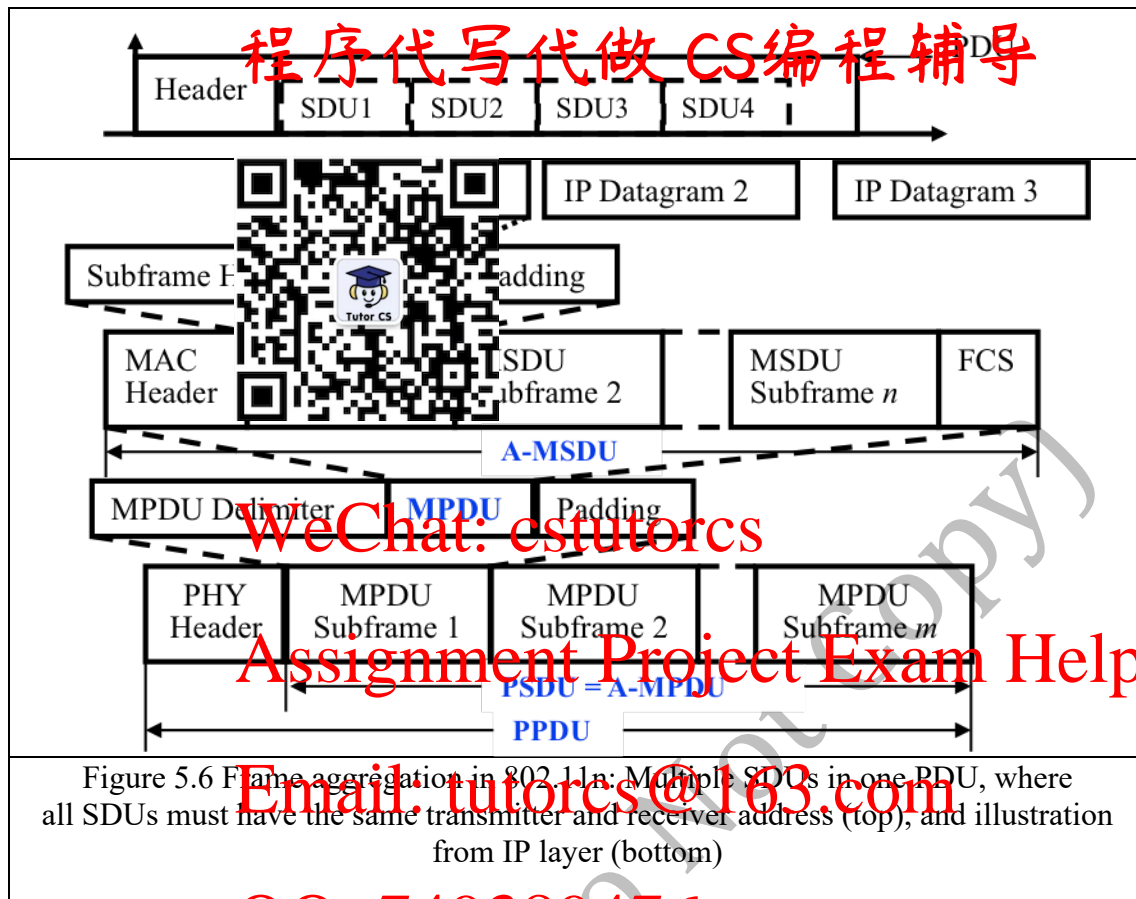 程序代写代做 CS编程辅导
Header
SDU1
SDU2
SDU3
SDU4
IP Datagram 2
IP Datagram 3
Subframe
Tutor CS
MAC
Header
Subframe 2
MSDU
Subframe n
FCS
A-MSDU
MPDU Delimiter
MPDU
Padding
WeChat: cstutorcs
PHY
Header
MPDU
Subframe 1
MPDU
Subframe 2
MPDU
Subframe m
Assignment Project Exam Help
PSDU = A-MPDU
PPDU
Figure 5.6 Frame aggregation in 802.11n: Multiple SDUs in one PDU, where
all SDUs must have the same transmitter and receiver address (top), and illustration
from IP layer (bottom)
Email: tutorcs@163.com
Not Copy)